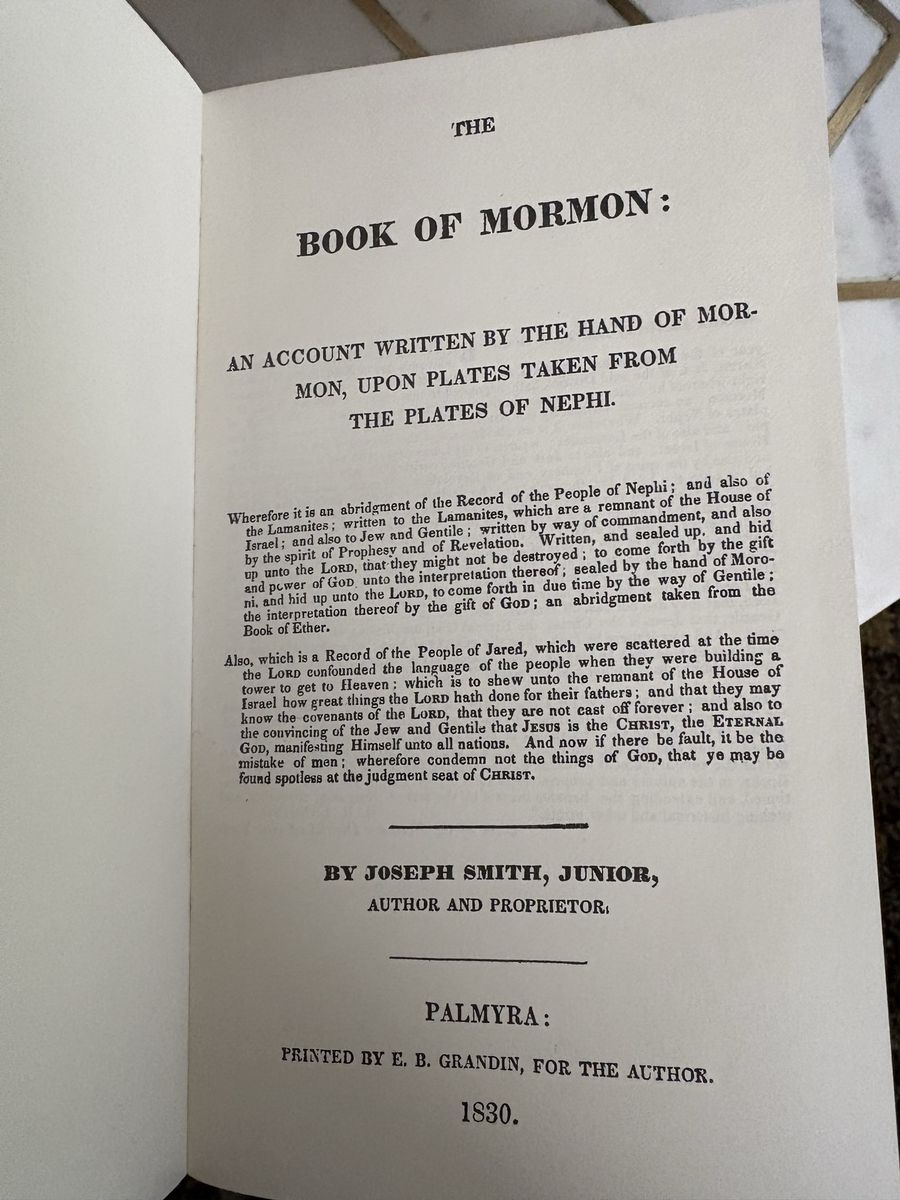 THE
BOOK OF MORMON:
AN ACCOUNT WRITTEN BY THE HAND OF MOR-
MON, UPON PLATES TAKEN FROM
THE PLATES OF NEPHI.
Wherefore it is an abridgment of the Record of the People of Nephi; and also of
the Lamanites; written to the Lamanites, which are a remnant of the House of
Israel; and also to Jew and Gentile; written by way of commandment, and also
by the spirit of Prophesy and of Revelation. Written, and sealed up, and hid
up unto the LORD, that they might not be destroyed; to come forth by the gift
and power of GOD unto the interpretation thereof; sealed by the hand of Moro-
ni, and hid up unto the LORD, to come forth in due time by the way of Gentile;
the interpretation thereof by the gift of GOD; an abridgment taken from the
Book of Ether.
Also, which is a Record of the People of Jared, which were scattered at the time
the LORD confounded the language of the people when they were building a
tower to get to Heaven: which is to shew unto the remnant of the House of
Israel how great things the LORD hath done for their fathers; and that they may
know the covenants of the LORD, that they are not cast off forever; and also to
the convincing of the Jew and Gentile that JESUS is the CHRIST, the ETERNAL
GOD, manifesting Himself unto all nations. And now if there be fault, it be the
mistake of men; wherefore condemn not the things of GOD, that ye may be
found spotless at the judgment seat of CHRIST.
BY JOSEPH SMITH, JUNIOR,
AUTHOR AND PROPRIETOR.
PALMYRA:
PRINTED BY E. B. GRANDIN, FOR THE AUTHOR.
1830.